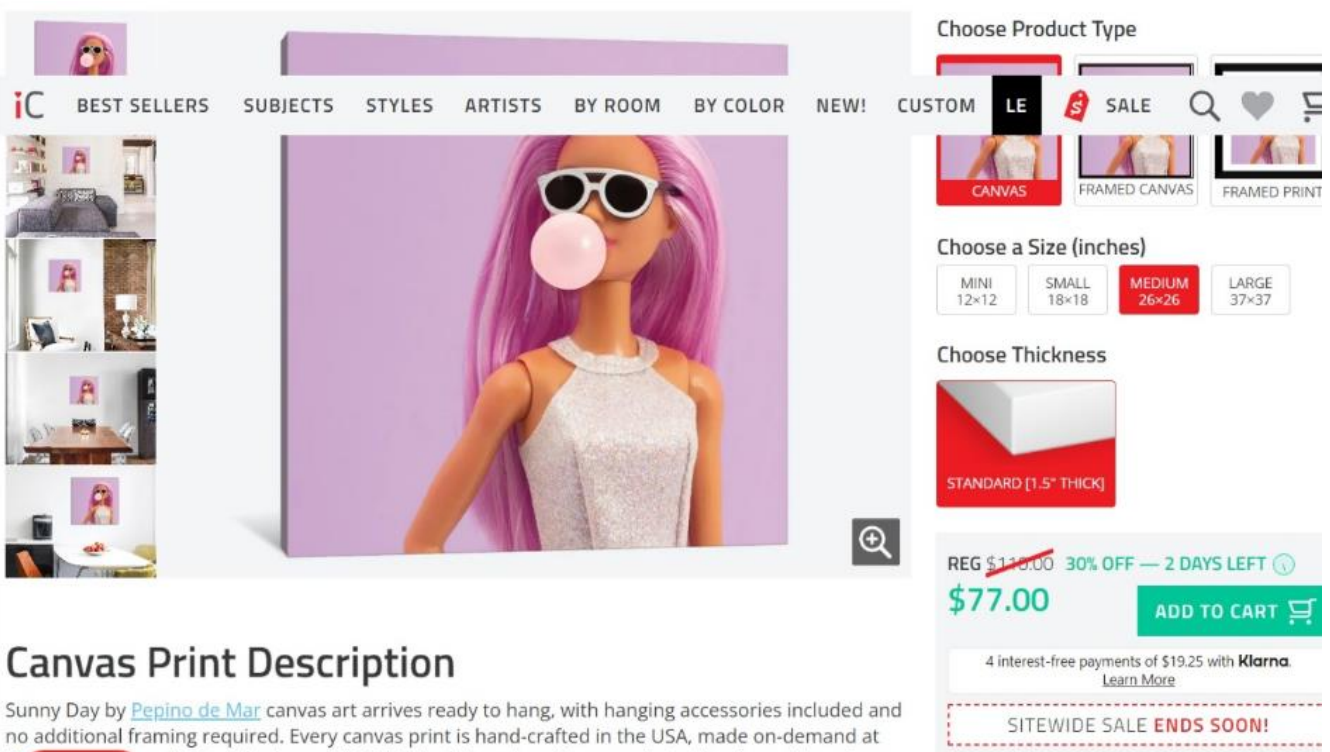 Choose Product Type
iC BEST SELLERS SUBJECTS STYLES ARTISTS BY ROOM BY COLOR NEW! CUSTOM LE $ SALE
CANVAS
FRAMED CANVAS
FRAMED PRINT
Choose a Size (inches)
MINI
12×12
SMALL
18×18
MEDIUM
26×26
LARGE
37×37
Choose Thickness
STANDARD [1.5" THICK]
REG $110.00 30% OFF — 2 DAYS LEFT
$77.00
ADD TO CART
4 interest-free payments of $19.25 with Klarna.
Learn More
SITEWIDE SALE ENDS SOON!
Canvas Print Description
Sunny Day by Pepino de Mar canvas art arrives ready to hang, with hanging accessories included and
no additional framing required. Every canvas print is hand-crafted in the USA, made on-demand at